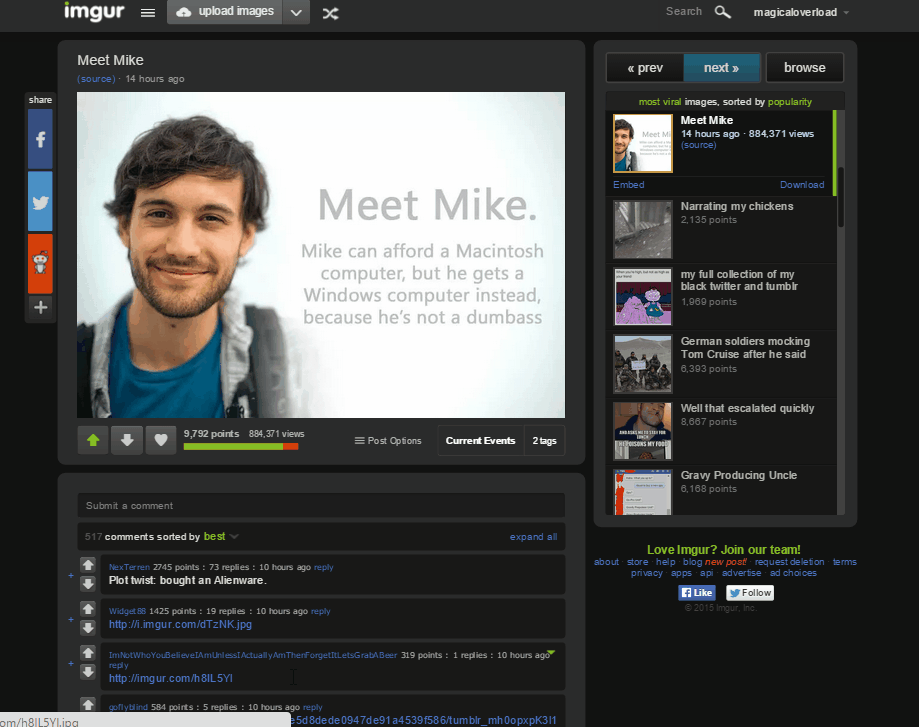 imgur
upload images
Search
magicaloverload
Meet Mike
(source) · 14 hours ago
share
Meet Mike.
Mike can afford a Macintosh
computer, but he gets a
Windows computer instead,
because he's not a dumbass
9,792 points 884,371 views
Post Options
Current Events
2 tags
Submit a comment
517 comments sorted by best
expand all
NexTerren 2745 points : 73 replies : 10 hours ago reply
Plot twist: bought an Alienware.
Widget88 1425 points : 19 replies : 10 hours ago reply
http://i.imgur.com/dTzNK.jpg
ImNotWhoYouBelieveIAmUnlessIActuallyAmThenForgetItLetsGrabABeer 319 points : 1 replies : 10 hours ago
reply
http://imgur.com/h8IL5YI
goflyblind 584 points : 5 replies : 10 hours ago reply
e5d8dede0947de91a4539f586/tumblr_mh0opxpK3l1
om/h8IL5YI.jpg
« prev
next »
browse
most viral images, sorted by popularity
Meet Mike
14 hours ago · 884,371 views
(source)
Embed
Download
Narrating my chickens
2,135 points
my full collection of my
black twitter and tumblr
1,969 points
German soldiers mocking
Tom Cruise after he said
6,393 points
Well that escalated quickly
8,667 points
Gravy Producing Uncle
6,168 points
Love Imgur? Join our team!
about store help blog new post! request deletion terms
privacy apps api advertise ad choices
Like
Follow
© 2015 Imgur, Inc.